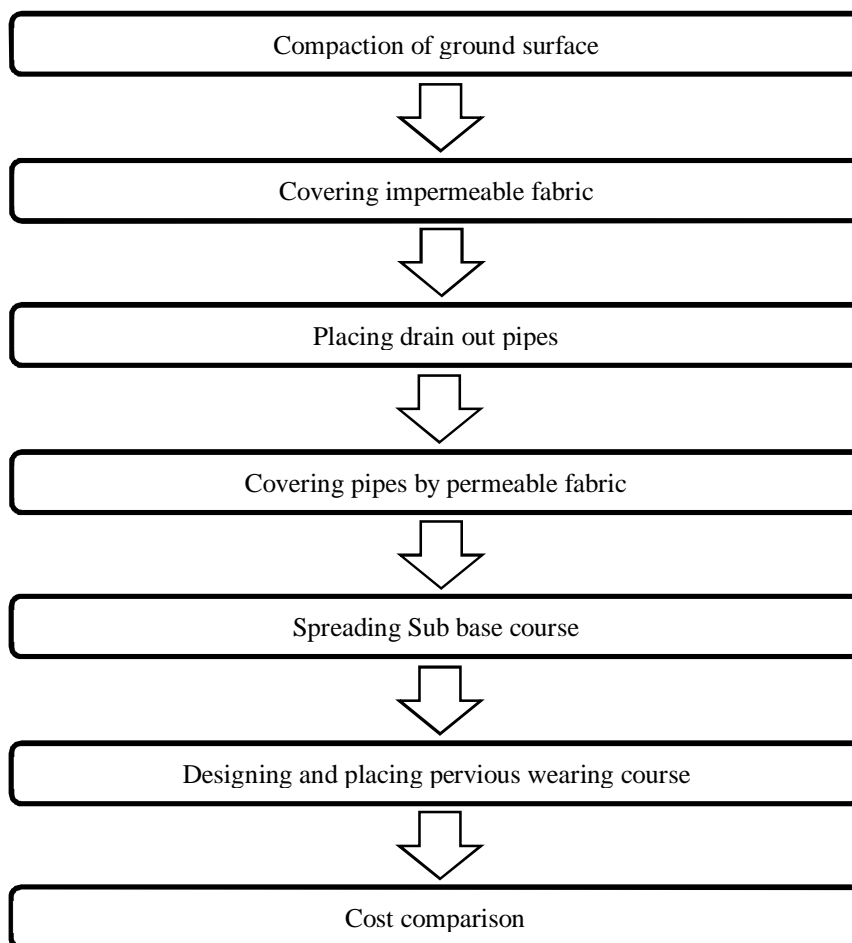 Compaction of ground surface
Covering impermeable fabric
Placing drain out pipes
Covering pipes by permeable fabric
Spreading Sub base course
Designing and placing pervious wearing course
Cost comparison